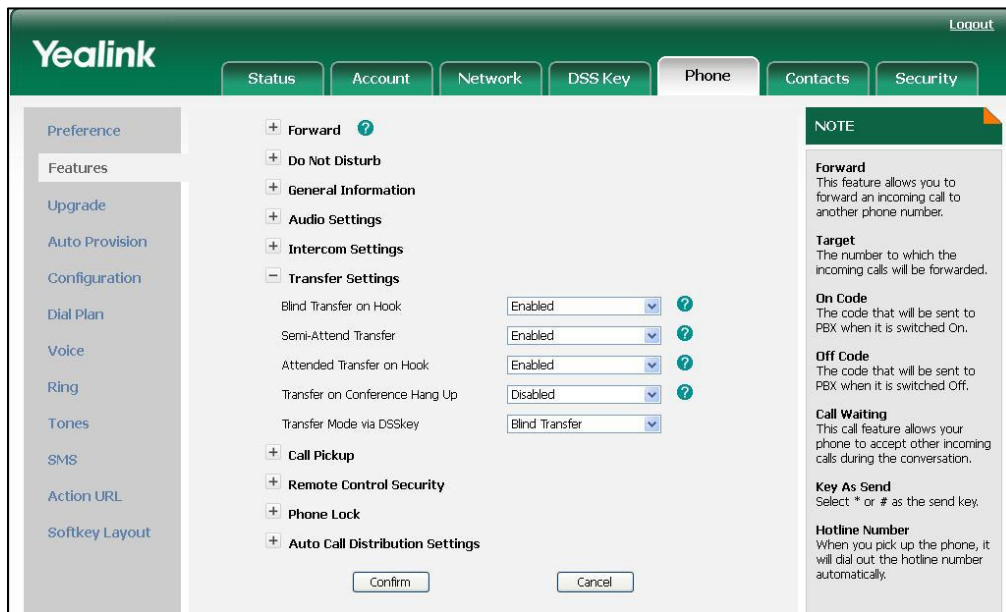 Logout
Yealink
Status
Account
Network
DSS Key
Phone
Contacts
Security
Preference
Features
Upgrade
Auto Provision
Configuration
Dial Plan
Voice
Ring
Tones
SMS
Action URL
Softkey Layout
+ Forward ?
+ Do Not Disturb
+ General Information
+ Audio Settings
+ Intercom Settings
− Transfer Settings
Blind Transfer on Hook Enabled ?
Semi-Attend Transfer Enabled ?
Attended Transfer on Hook Enabled ?
Transfer on Conference Hang Up Disabled ?
Transfer Mode via DSSkey Blind Transfer
+ Call Pickup
+ Remote Control Security
+ Phone Lock
+ Auto Call Distribution Settings
Confirm
Cancel
NOTE
Forward
This feature allows you to
forward an incoming call to
another phone number.
Target
The number to which the
incoming calls will be forwarded.
On Code
The code that will be sent to
PBX when it is switched On.
Off Code
The code that will be sent to
PBX when it is switched Off.
Call Waiting
This call feature allows your
phone to accept other incoming
calls during the conversation.
Key As Send
Select * or # as the send key.
Hotline Number
When you pick up the phone, it
will dial out the hotline number
automatically.